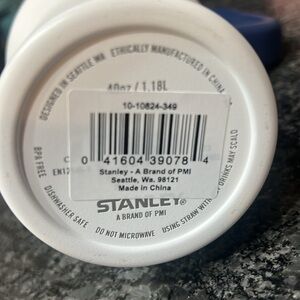 DESIGNED IN SEATTLE WA ETHICALLY MANUFACTURED IN CHINA
40oz / 1.18L
10-10824-349
0 41604 39078 4
Stanley - A Brand of PMI
Seattle, Wa. 98121
Made in China
STANLEY®
A BRAND OF PMI
BPA FREE
DISHWASHER SAFE
DO NOT MICROWAVE
USING STRAW WITH
DRINKS MAY SCALD